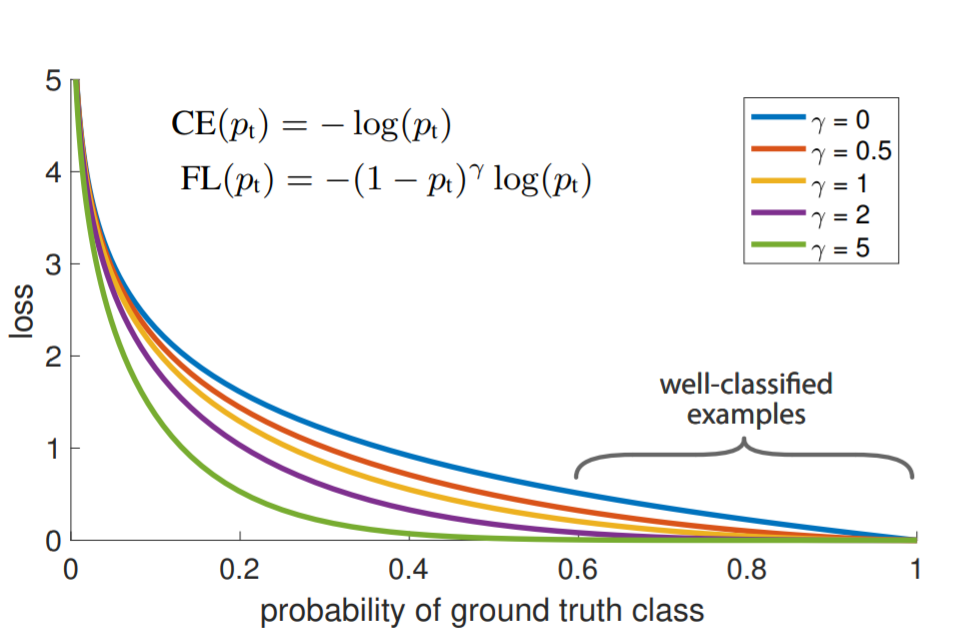 CE(pₜ) = − log(pₜ)
FL(pₜ) = −(1 − pₜ)^γ log(pₜ)
γ = 0
γ = 0.5
γ = 1
γ = 2
γ = 5
well-classified
examples
5
4
3
2
1
0
loss
0 0.2 0.4 0.6 0.8 1
probability of ground truth class